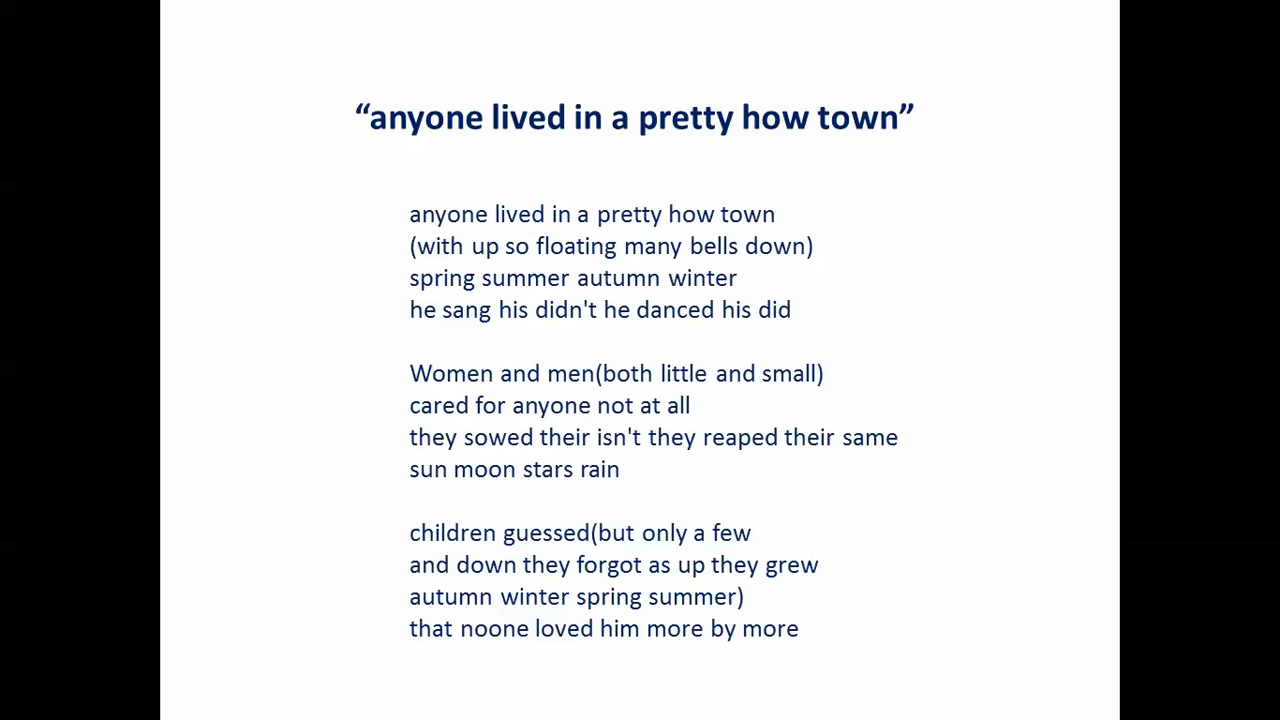 “anyone lived in a pretty how town”
anyone lived in a pretty how town
(with up so floating many bells down)
spring summer autumn winter
he sang his didn't he danced his did
Women and men(both little and small)
cared for anyone not at all
they sowed their isn't they reaped their same
sun moon stars rain
children guessed(but only a few
and down they forgot as up they grew
autumn winter spring summer)
that noone loved him more by more